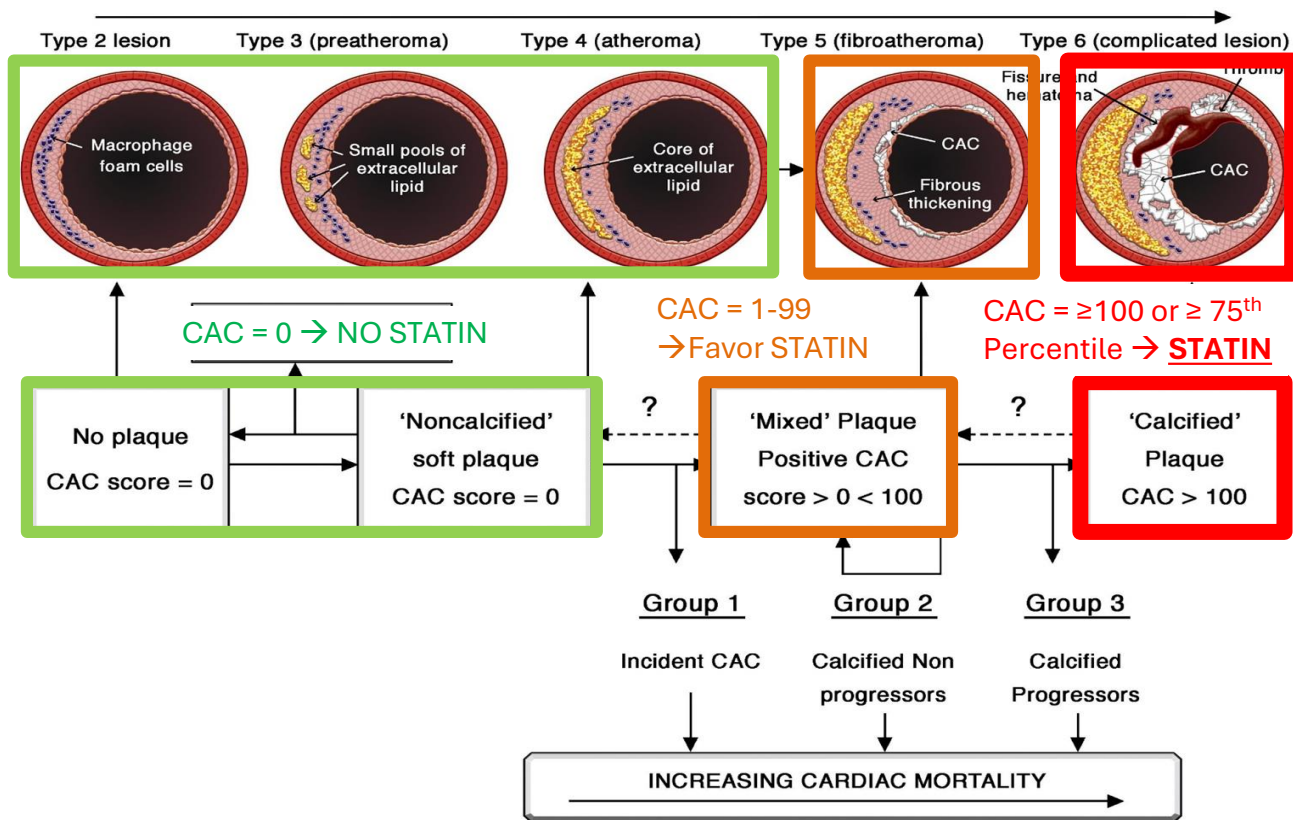 Type 2 lesion
Type 3 (preatheroma)
Type 4 (atheroma)
Type 5 (fibroatheroma)
Type 6 (complicated lesion)
Macrophage
foam cells
Small pools of
extracellular
lipid
Core of
extracellular
lipid
CAC
Fibrous
thickening
Fissure and
hematoma
Thromb
CAC
CAC = 0 → NO STATIN
CAC = 1-99
→Favor STATIN
CAC = ≥100 or ≥ 75th
Percentile → STATIN
No plaque
CAC score = 0
'Noncalcified'
soft plaque
CAC score = 0
?
'Mixed' Plaque
Positive CAC
score > 0 < 100
?
'Calcified'
Plaque
CAC > 100
Group 1
Incident CAC
Group 2
Calcified Non
progressors
Group 3
Calcified
Progressors
INCREASING CARDIAC MORTALITY